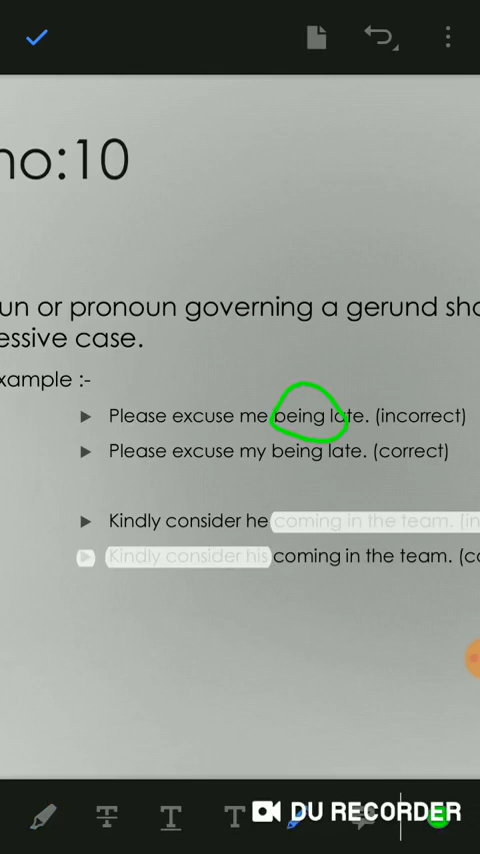 no:10
un or pronoun governing a gerund sho
essive case.
xample :-
Please excuse me being late. (incorrect)
Please excuse my being late. (correct)
Kindly consider he coming in the team. (in
Kindly consider his coming in the team. (co
DU RECORDER